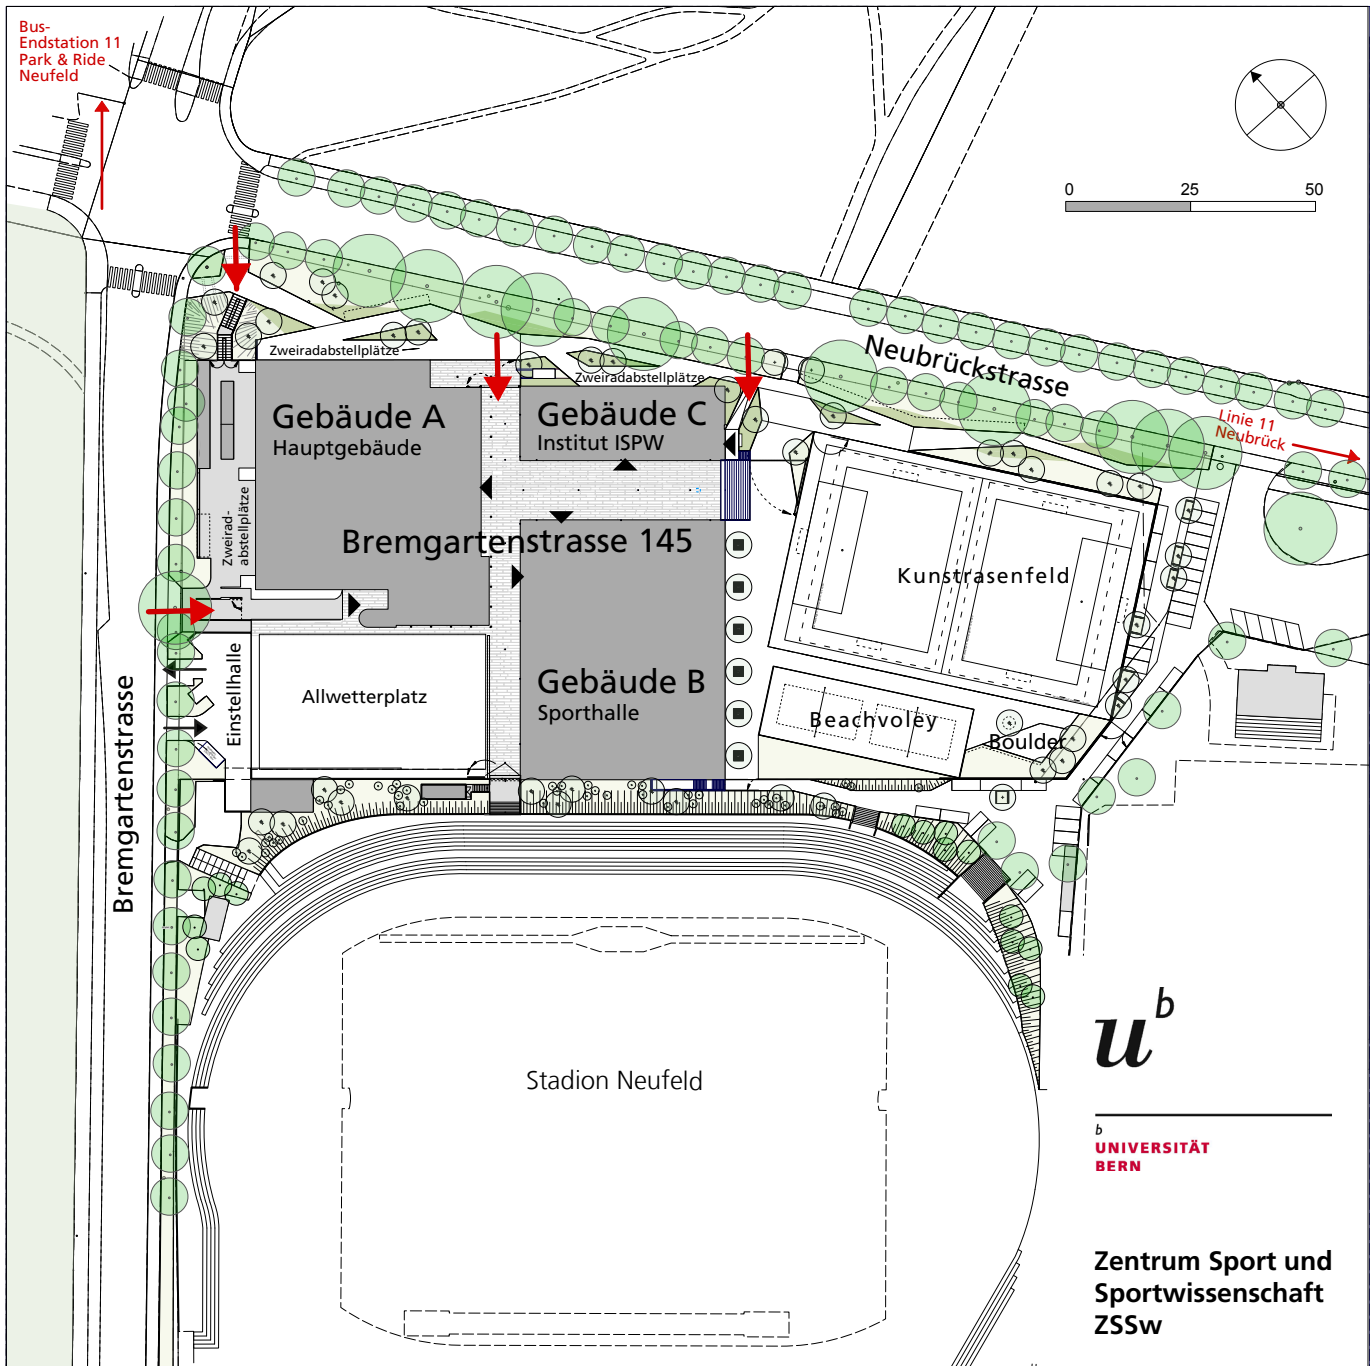 Bus-
Endstation 11
Park & Ride
Neufeld
0 25 50
Neubrückstrasse
Linie 11
Neubrück
Zweiradabstellplätze
Zweiradabstellplätze
Gebäude A
Hauptgebäude
Gebäude C
Institut ISPW
Zweirad-
abstellplätze
Bremgartenstrasse 145
Kunstrasenfeld
Gebäude B
Sporthalle
Allwetterplatz
Einstellhalle
Beachvoley
Boulder
Bremgartenstrasse
Stadion Neufeld
u b
b
UNIVERSITÄT
BERN
Zentrum Sport und
Sportwissenschaft
ZSSw